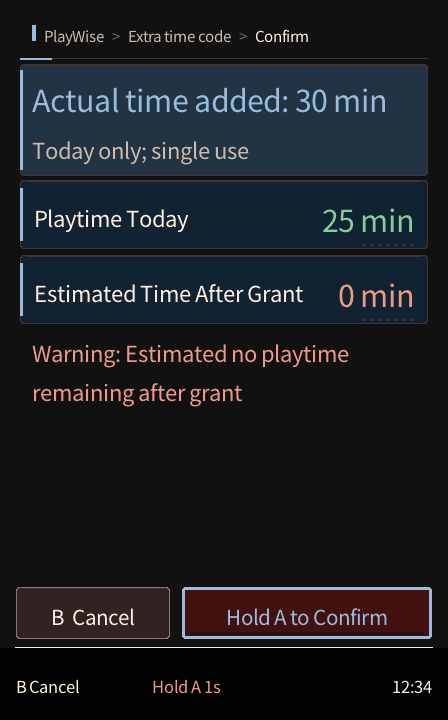 PlayWise > Extra time code > Confirm
Actual time added: 30 min
Today only; single use
Playtime Today 25 min
Estimated Time After Grant 0 min
Warning: Estimated no playtime
remaining after grant
B Cancel Hold A to Confirm
B Cancel Hold A 1s 12:34